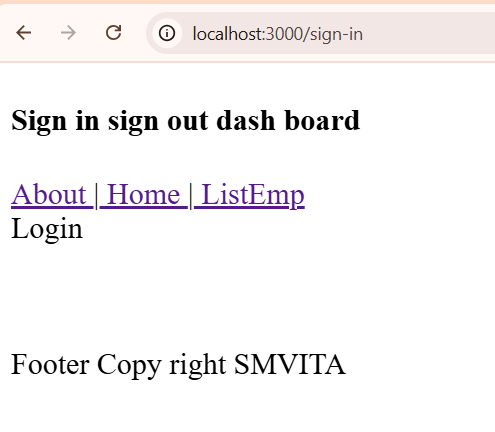 localhost:3000/sign-in
Sign in sign out dash board
About | Home | ListEmp
Login
Footer Copy right SMVITA